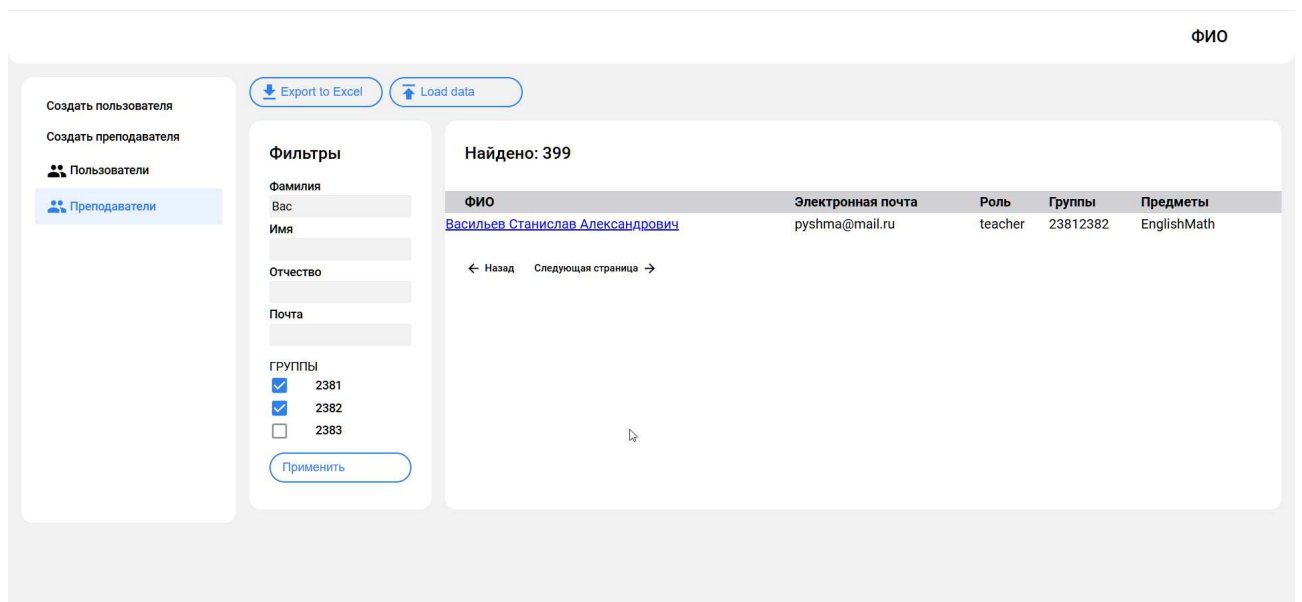 ФИО
Создать пользователя
Создать преподавателя
Пользователи
Преподаватели
Export to Excel
Load data
Фильтры
Фамилия
Вас
Имя
Отчество
Почта
ГРУППЫ
2381
2382
2383
Применить
Найдено: 399
ФИО Электронная почта Роль Группы Предметы
Васильев Станислав Александрович pyshma@mail.ru teacher 23812382 EnglishMath
← Назад Следующая страница →